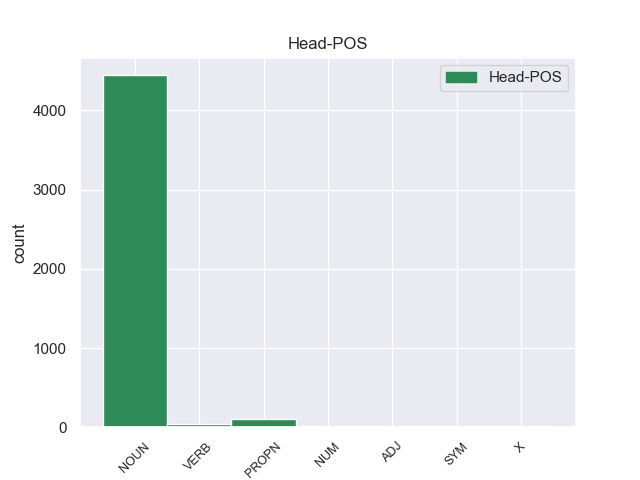 Head-POS
Head-POS
count
4000
3000
2000
1000
0
NOUN
VERB
PROPN
NUM
ADJ
SYM
X